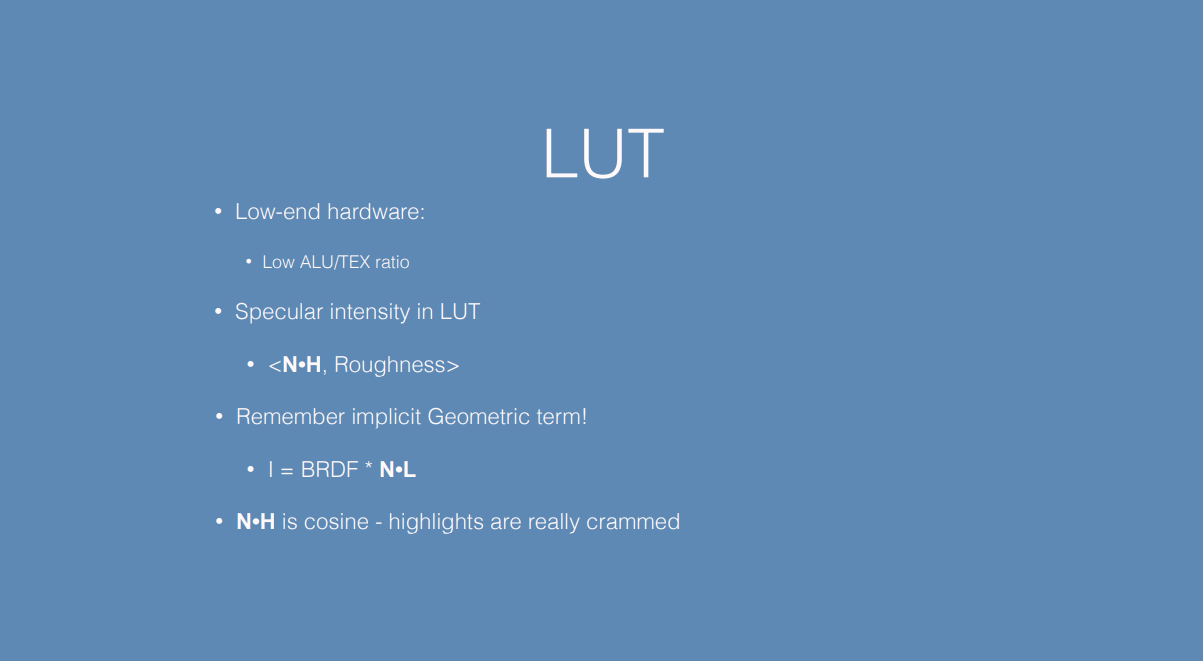 LUT
• Low-end hardware:
• Low ALU/TEX ratio
• Specular intensity in LUT
• <N•H, Roughness>
• Remember implicit Geometric term!
• I = BRDF * N•L
• N•H is cosine - highlights are really crammed